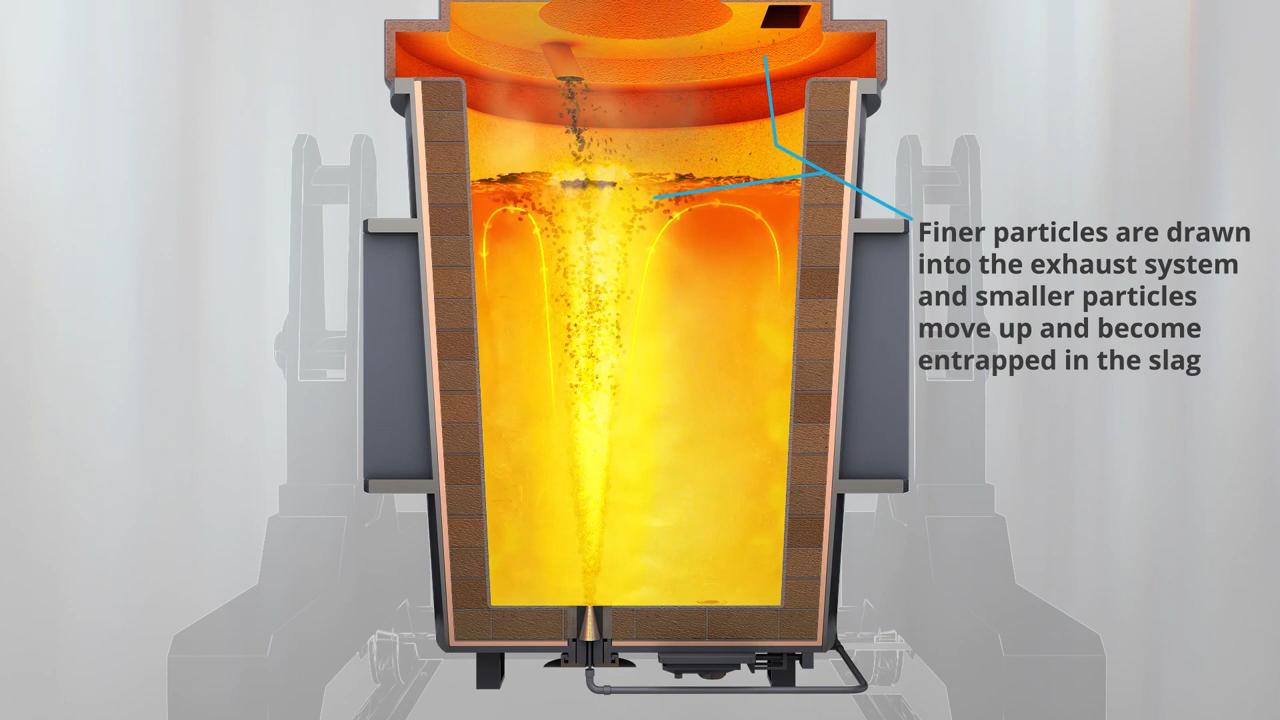 Finer particles are drawn
into the exhaust system
and smaller particles
move up and become
entrapped in the slag